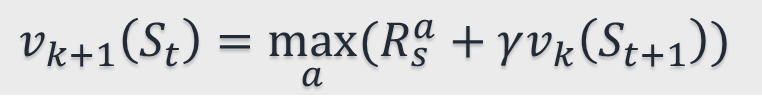 v_{k+1}(S_t) = \max_a(R_s^a + γv_k(S_{t+1}))